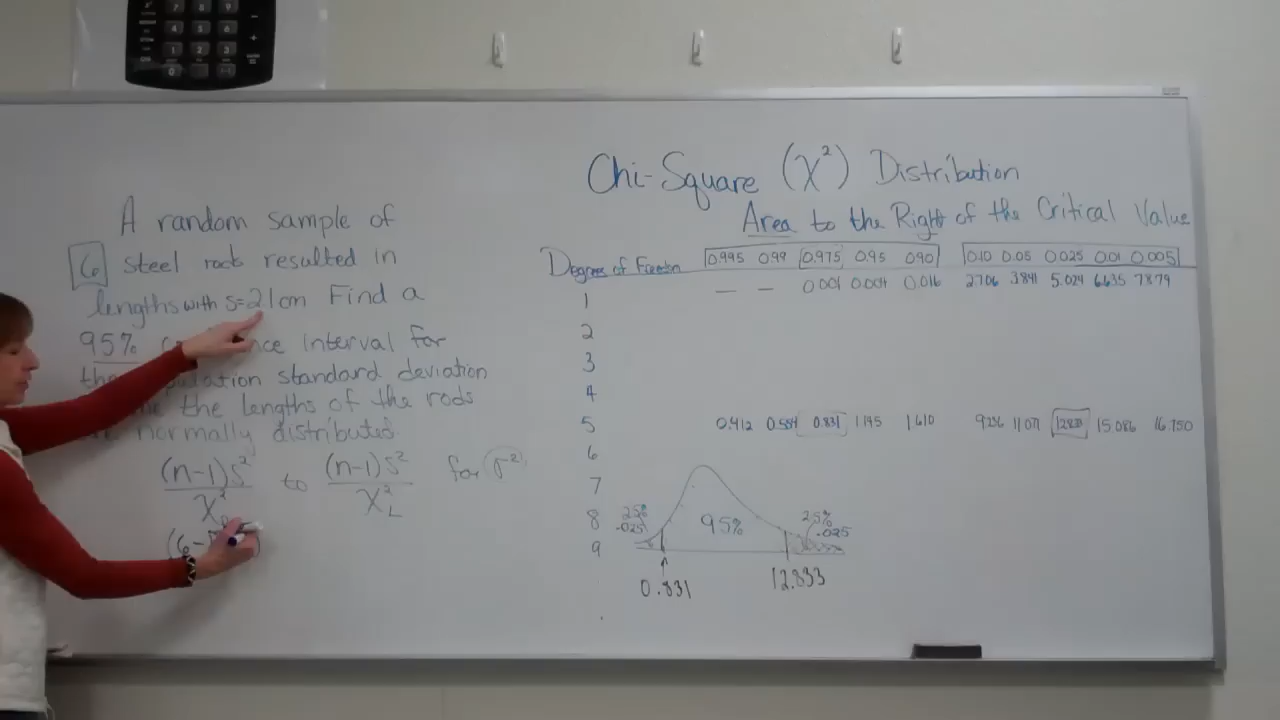 Chi-Square (χ²) Distribution
Area to the Right of the Critical Value
Degrees of Freedom 0.995 0.99 0.975 0.95 0.90 0.10 0.05 0.025 0.01 0.005
1 — — 0.001 0.004 0.016 2.706 3.841 5.024 6.635 7.879
2
3
4
5 0.412 0.554 0.831 1.145 1.610 9.236 11.071 15.086 16.750
6
7
8
9
A random sample of
6 steel rods resulted in
lengths with s=21cm Find a
95% interval for
standard deviation
the lengths of the rods
normally distributed
(n-1)s²/χ²R to (n-1)s²/χ²L for σ²
(6-
2.5% .025 95% 2.5% .025
0.831 12.833